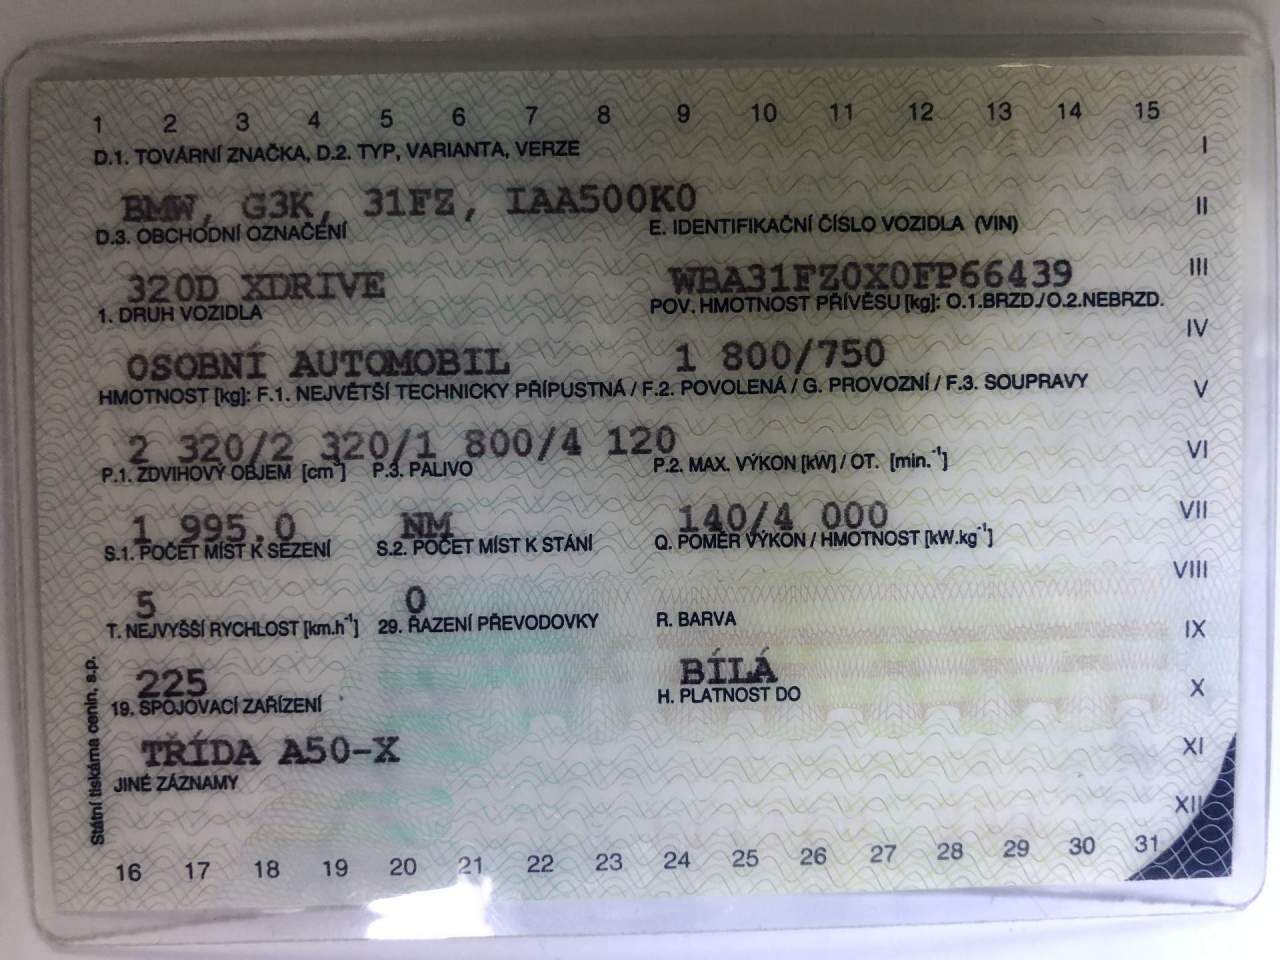 1 2 3 4 5 6 7 8 9 10 11 12 13 14 15
D.1. TOVÁRNÍ ZNAČKA, D.2. TYP, VARIANTA, VERZE
I
BMW, G3K, 31FZ, IAA500K0
II
D.3. OBCHODNÍ OZNAČENÍ E. IDENTIFIKAČNÍ ČÍSLO VOZIDLA (VIN)
320D XDRIVE WBA31FZ0X0FP66439
III
1. DRUH VOZIDLA POV. HMOTNOST PŘÍVĚSU [kg]: O.1.BRZD./O.2.NEBRZD.
IV
OSOBNÍ AUTOMOBIL 1 800/750
HMOTNOST [kg]: F.1. NEJVĚTŠÍ TECHNICKY PŘÍPUSTNÁ / F.2. POVOLENÁ / G. PROVOZNÍ / F.3. SOUPRAVY
V
2 320/2 320/1 800/4 120
VI
P.1. ZDVIHOVÝ OBJEM [cm³] P.3. PALIVO P.2. MAX. VÝKON [kW] / OT. [min.⁻¹]
1 995,0 NM 140/4 000
VII
S.1. POČET MÍST K SEZENÍ S.2. POČET MÍST K STÁNÍ Q. POMĚR VÝKON / HMOTNOST [kW.kg⁻¹]
VIII
5 0
T. NEJVYŠŠÍ RYCHLOST [km.h⁻¹] 29. ŘAZENÍ PŘEVODOVKY R. BARVA
IX
225 BÍLÁ
X
19. SPOJOVACÍ ZAŘÍZENÍ H. PLATNOST DO
TŘÍDA A50-X
XI
JINÉ ZÁZNAMY
XII
Státní tiskárna cenin, s.p.
16 17 18 19 20 21 22 23 24 25 26 27 28 29 30 31